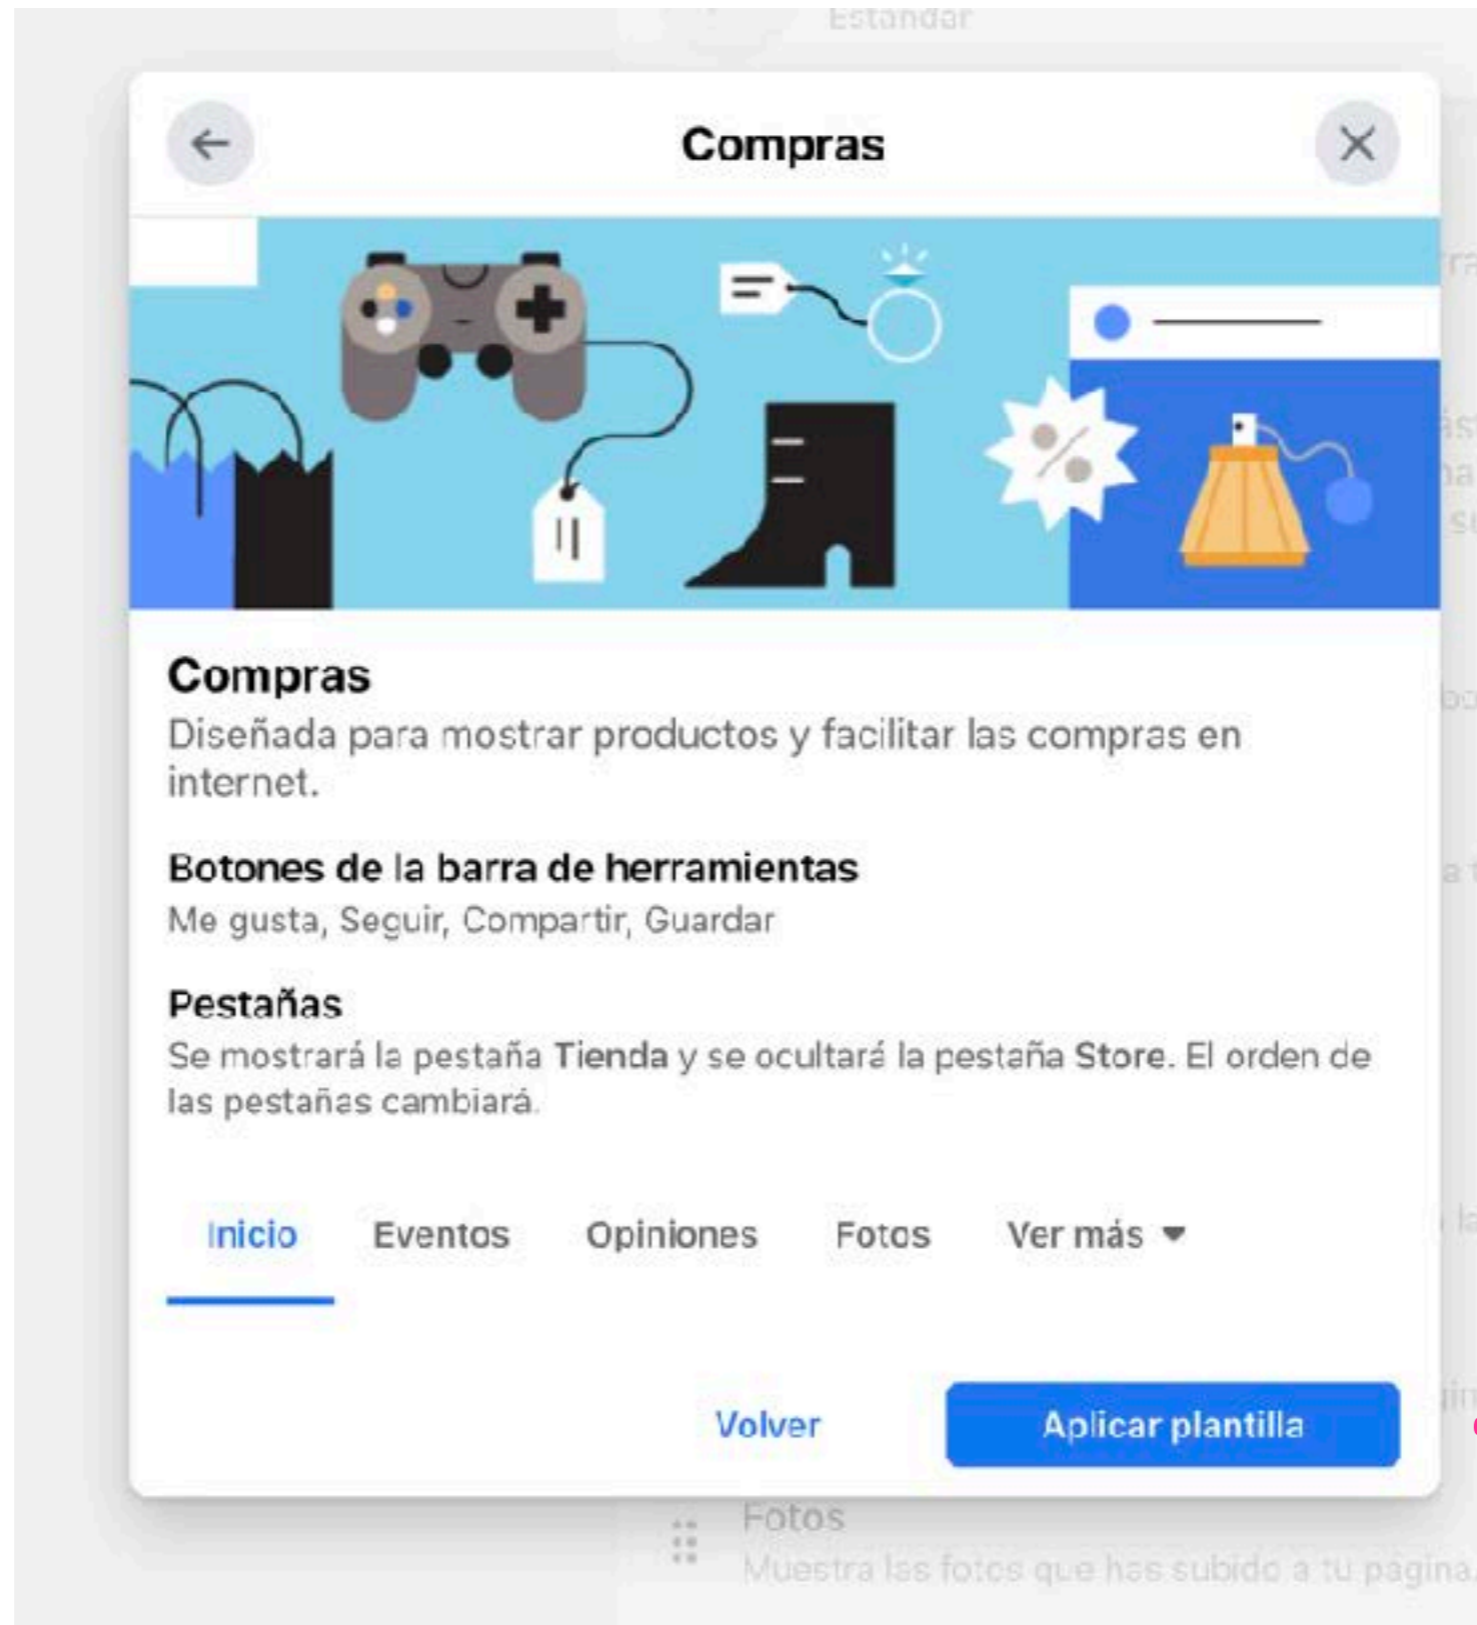 Estándar
Compras
Compras
Diseñada para mostrar productos y facilitar las compras en
internet.
Botones de la barra de herramientas
Me gusta, Seguir, Compartir, Guardar
Pestañas
Se mostrará la pestaña Tienda y se ocultará la pestaña Store. El orden de
las pestañas cambiará.
Inicio Eventos Opiniones Fotos Ver más
Volver Aplicar plantilla
Fotos
Muestra las fotos que has subido a tu página.